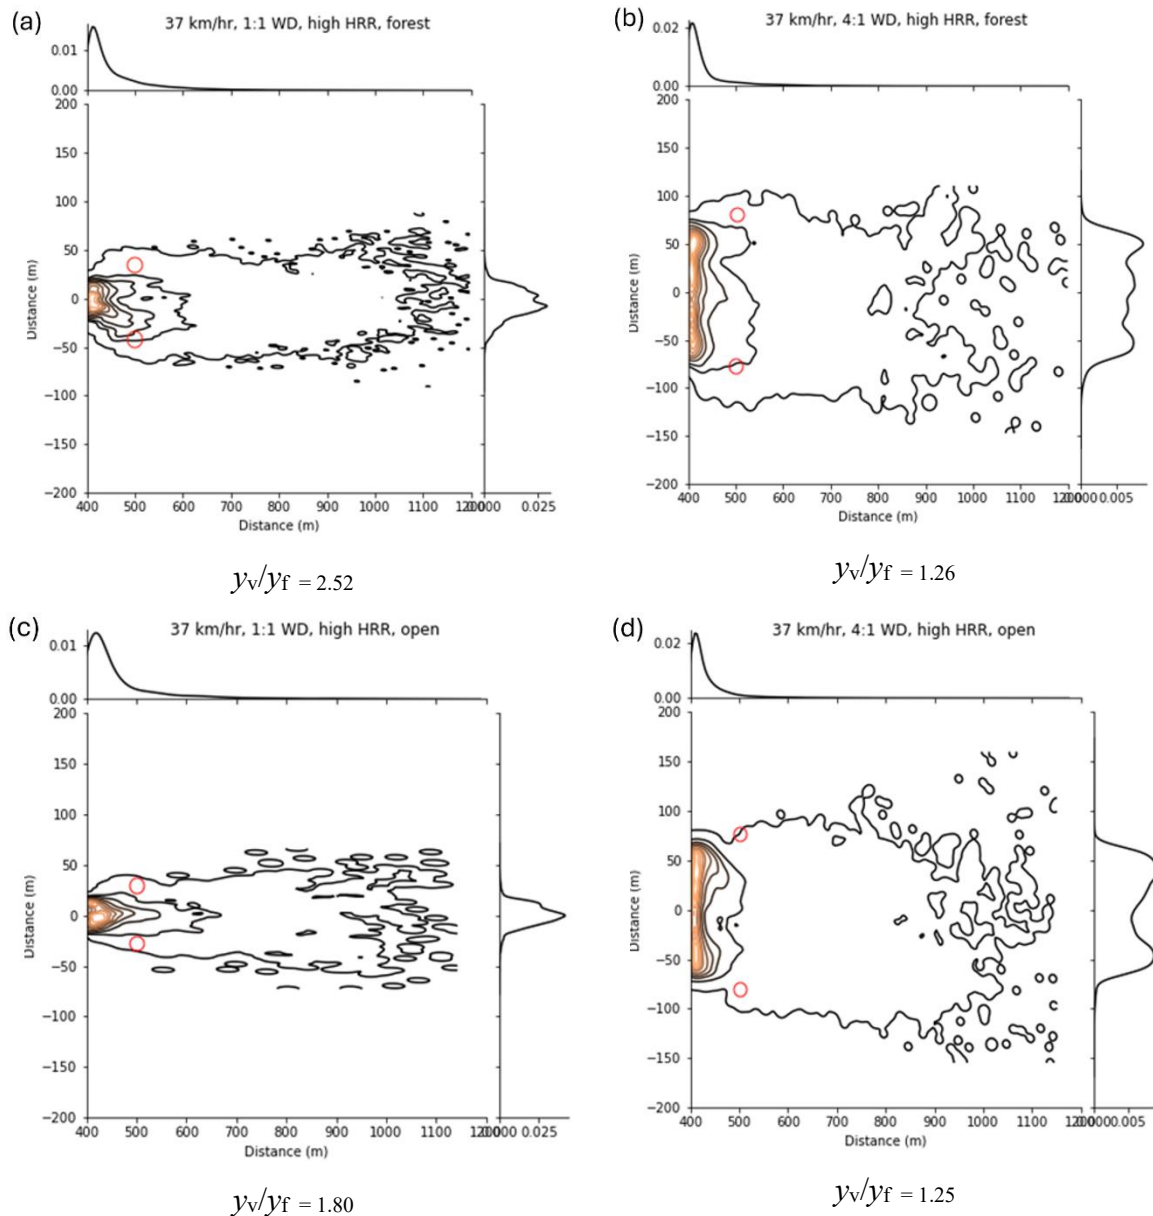 (a)
37 km/hr, 1:1 WD, high HRR, forest
0.01
0.00
200
150
100
50
0
−50
−100
−150
−200
Distance (m)
400 500 600 700 800 900 1000 1100 1200
0.000 0.025
Distance (m)
yv/yf = 2.52
(b)
37 km/hr, 4:1 WD, high HRR, forest
0.02
0.00
200
150
100
50
0
−50
−100
−150
−200
Distance (m)
400 500 600 700 800 900 1000 1100 1200
0.000 0.005
Distance (m)
yv/yf = 1.26
(c)
37 km/hr, 1:1 WD, high HRR, open
0.01
0.00
200
150
100
50
0
−50
−100
−150
−200
Distance (m)
400 500 600 700 800 900 1000 1100 1200
0.000 0.025
Distance (m)
yv/yf = 1.80
(d)
37 km/hr, 4:1 WD, high HRR, open
0.02
0.00
200
150
100
50
0
−50
−100
−150
−200
Distance (m)
400 500 600 700 800 900 1000 1100 1200
0.000 0.005
Distance (m)
yv/yf = 1.25